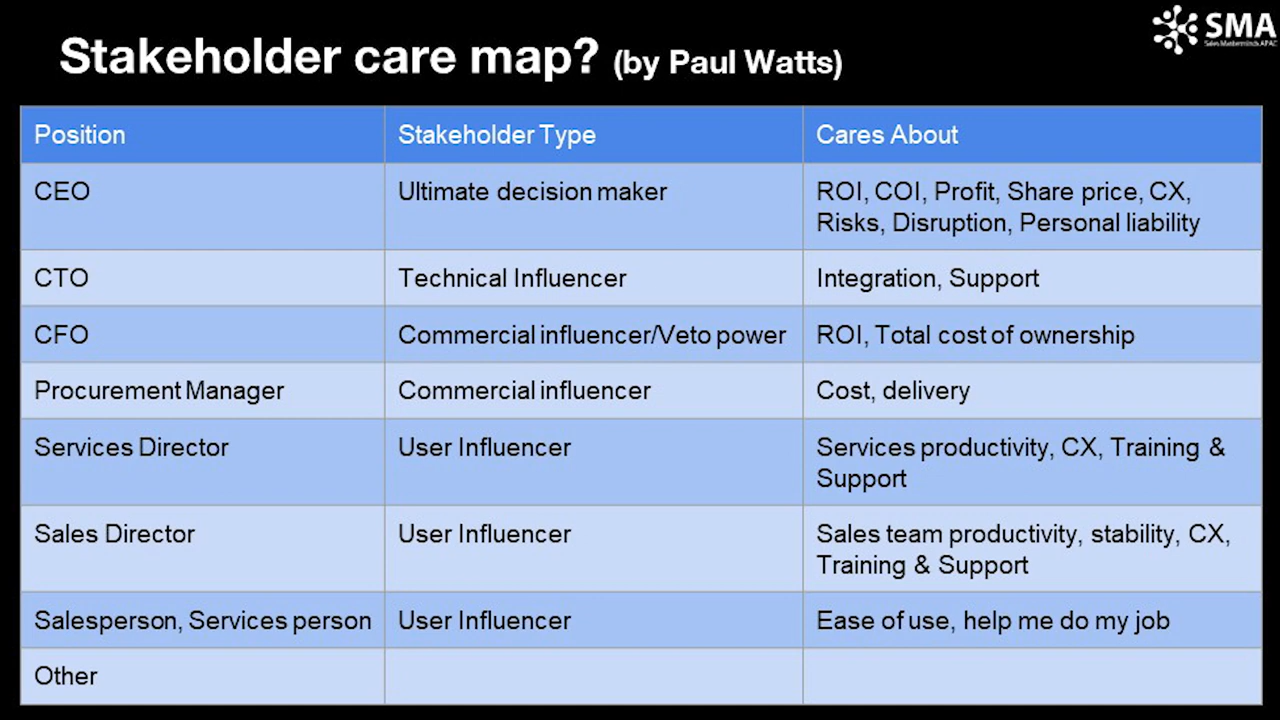 Stakeholder care map? (by Paul Watts)
SMA
Sales Masterminds APAC
Position
Stakeholder Type
Cares About
CEO
Ultimate decision maker
ROI, COI, Profit, Share price, CX,
Risks, Disruption, Personal liability
CTO
Technical Influencer
Integration, Support
CFO
Commercial influencer/Veto power
ROI, Total cost of ownership
Procurement Manager
Commercial influencer
Cost, delivery
Services Director
User Influencer
Services productivity, CX, Training &
Support
Sales Director
User Influencer
Sales team productivity, stability, CX,
Training & Support
Salesperson, Services person
User Influencer
Ease of use, help me do my job
Other